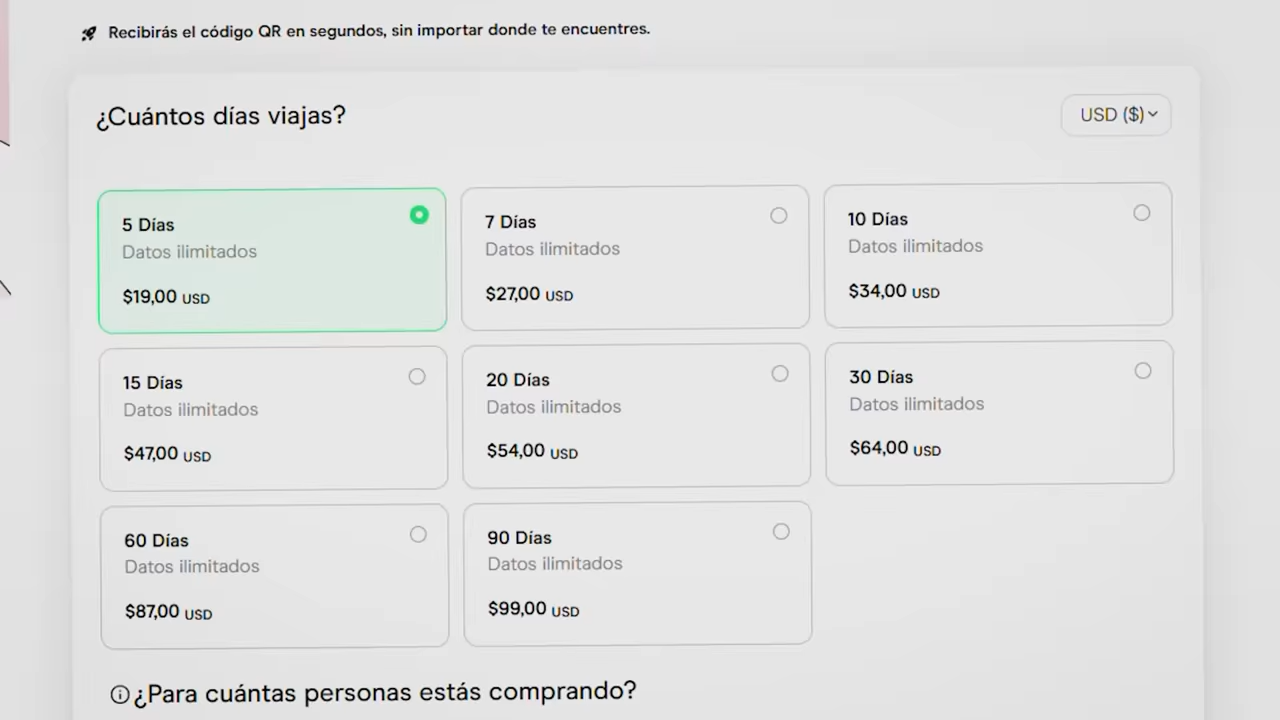 Recibirás el código QR en segundos, sin importar donde te encuentres.
¿Cuántos días viajas?
USD ($)
5 Días
Datos ilimitados
$19,00 USD
7 Días
Datos ilimitados
$27,00 USD
10 Días
Datos ilimitados
$34,00 USD
15 Días
Datos ilimitados
$47,00 USD
20 Días
Datos ilimitados
$54,00 USD
30 Días
Datos ilimitados
$64,00 USD
60 Días
Datos ilimitados
$87,00 USD
90 Días
Datos ilimitados
$99,00 USD
¿Para cuántas personas estás comprando?